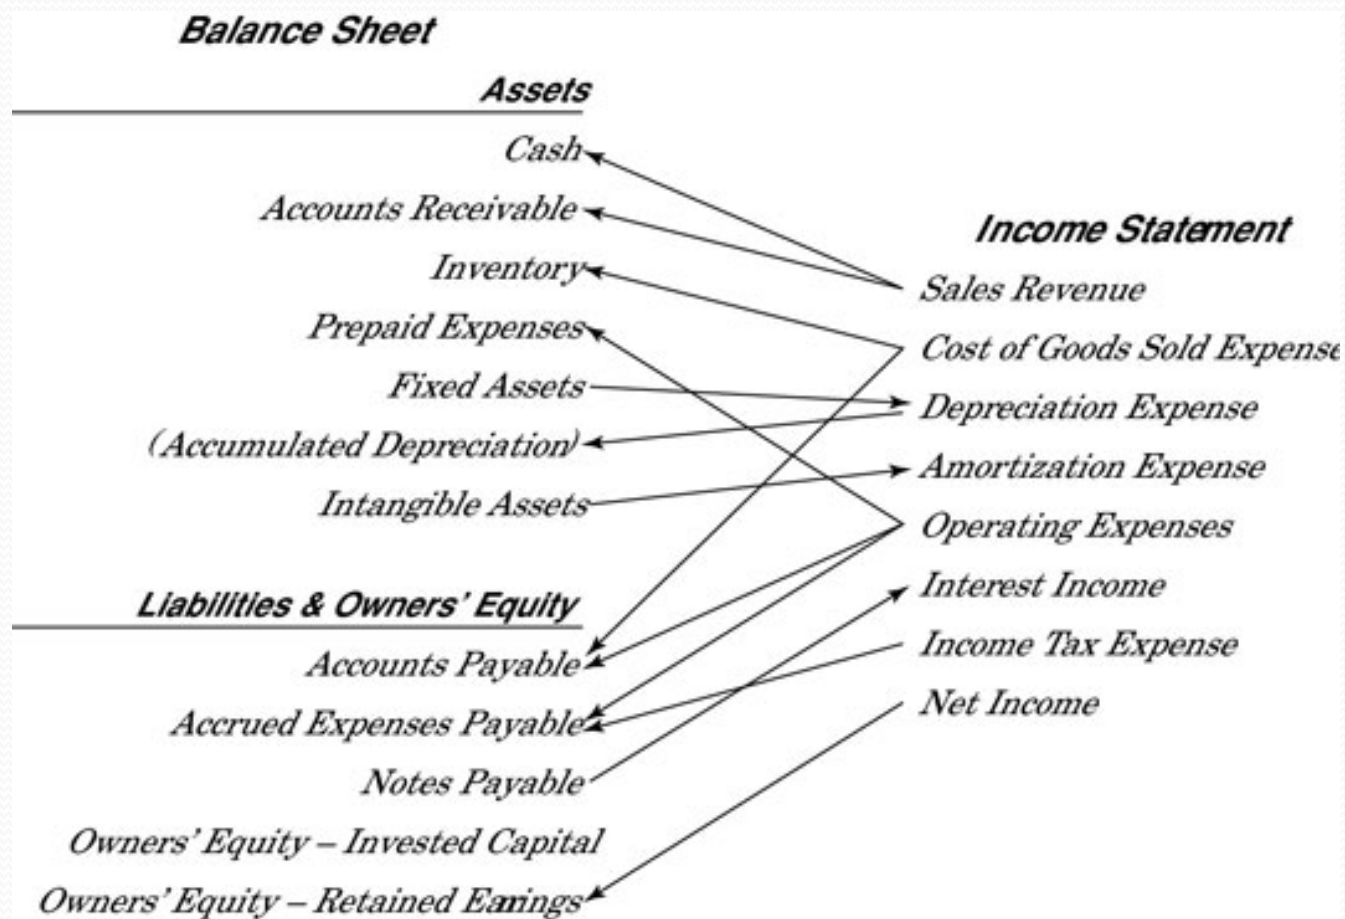 Balance Sheet
Assets
Cash
Accounts Receivable
Inventory
Prepaid Expenses
Fixed Assets
(Accumulated Depreciation)
Intangible Assets
Liabilities & Owners' Equity
Accounts Payable
Accrued Expenses Payable
Notes Payable
Owners' Equity – Invested Capital
Owners' Equity – Retained Earnings
Income Statement
Sales Revenue
Cost of Goods Sold Expense
Depreciation Expense
Amortization Expense
Operating Expenses
Interest Income
Income Tax Expense
Net Income